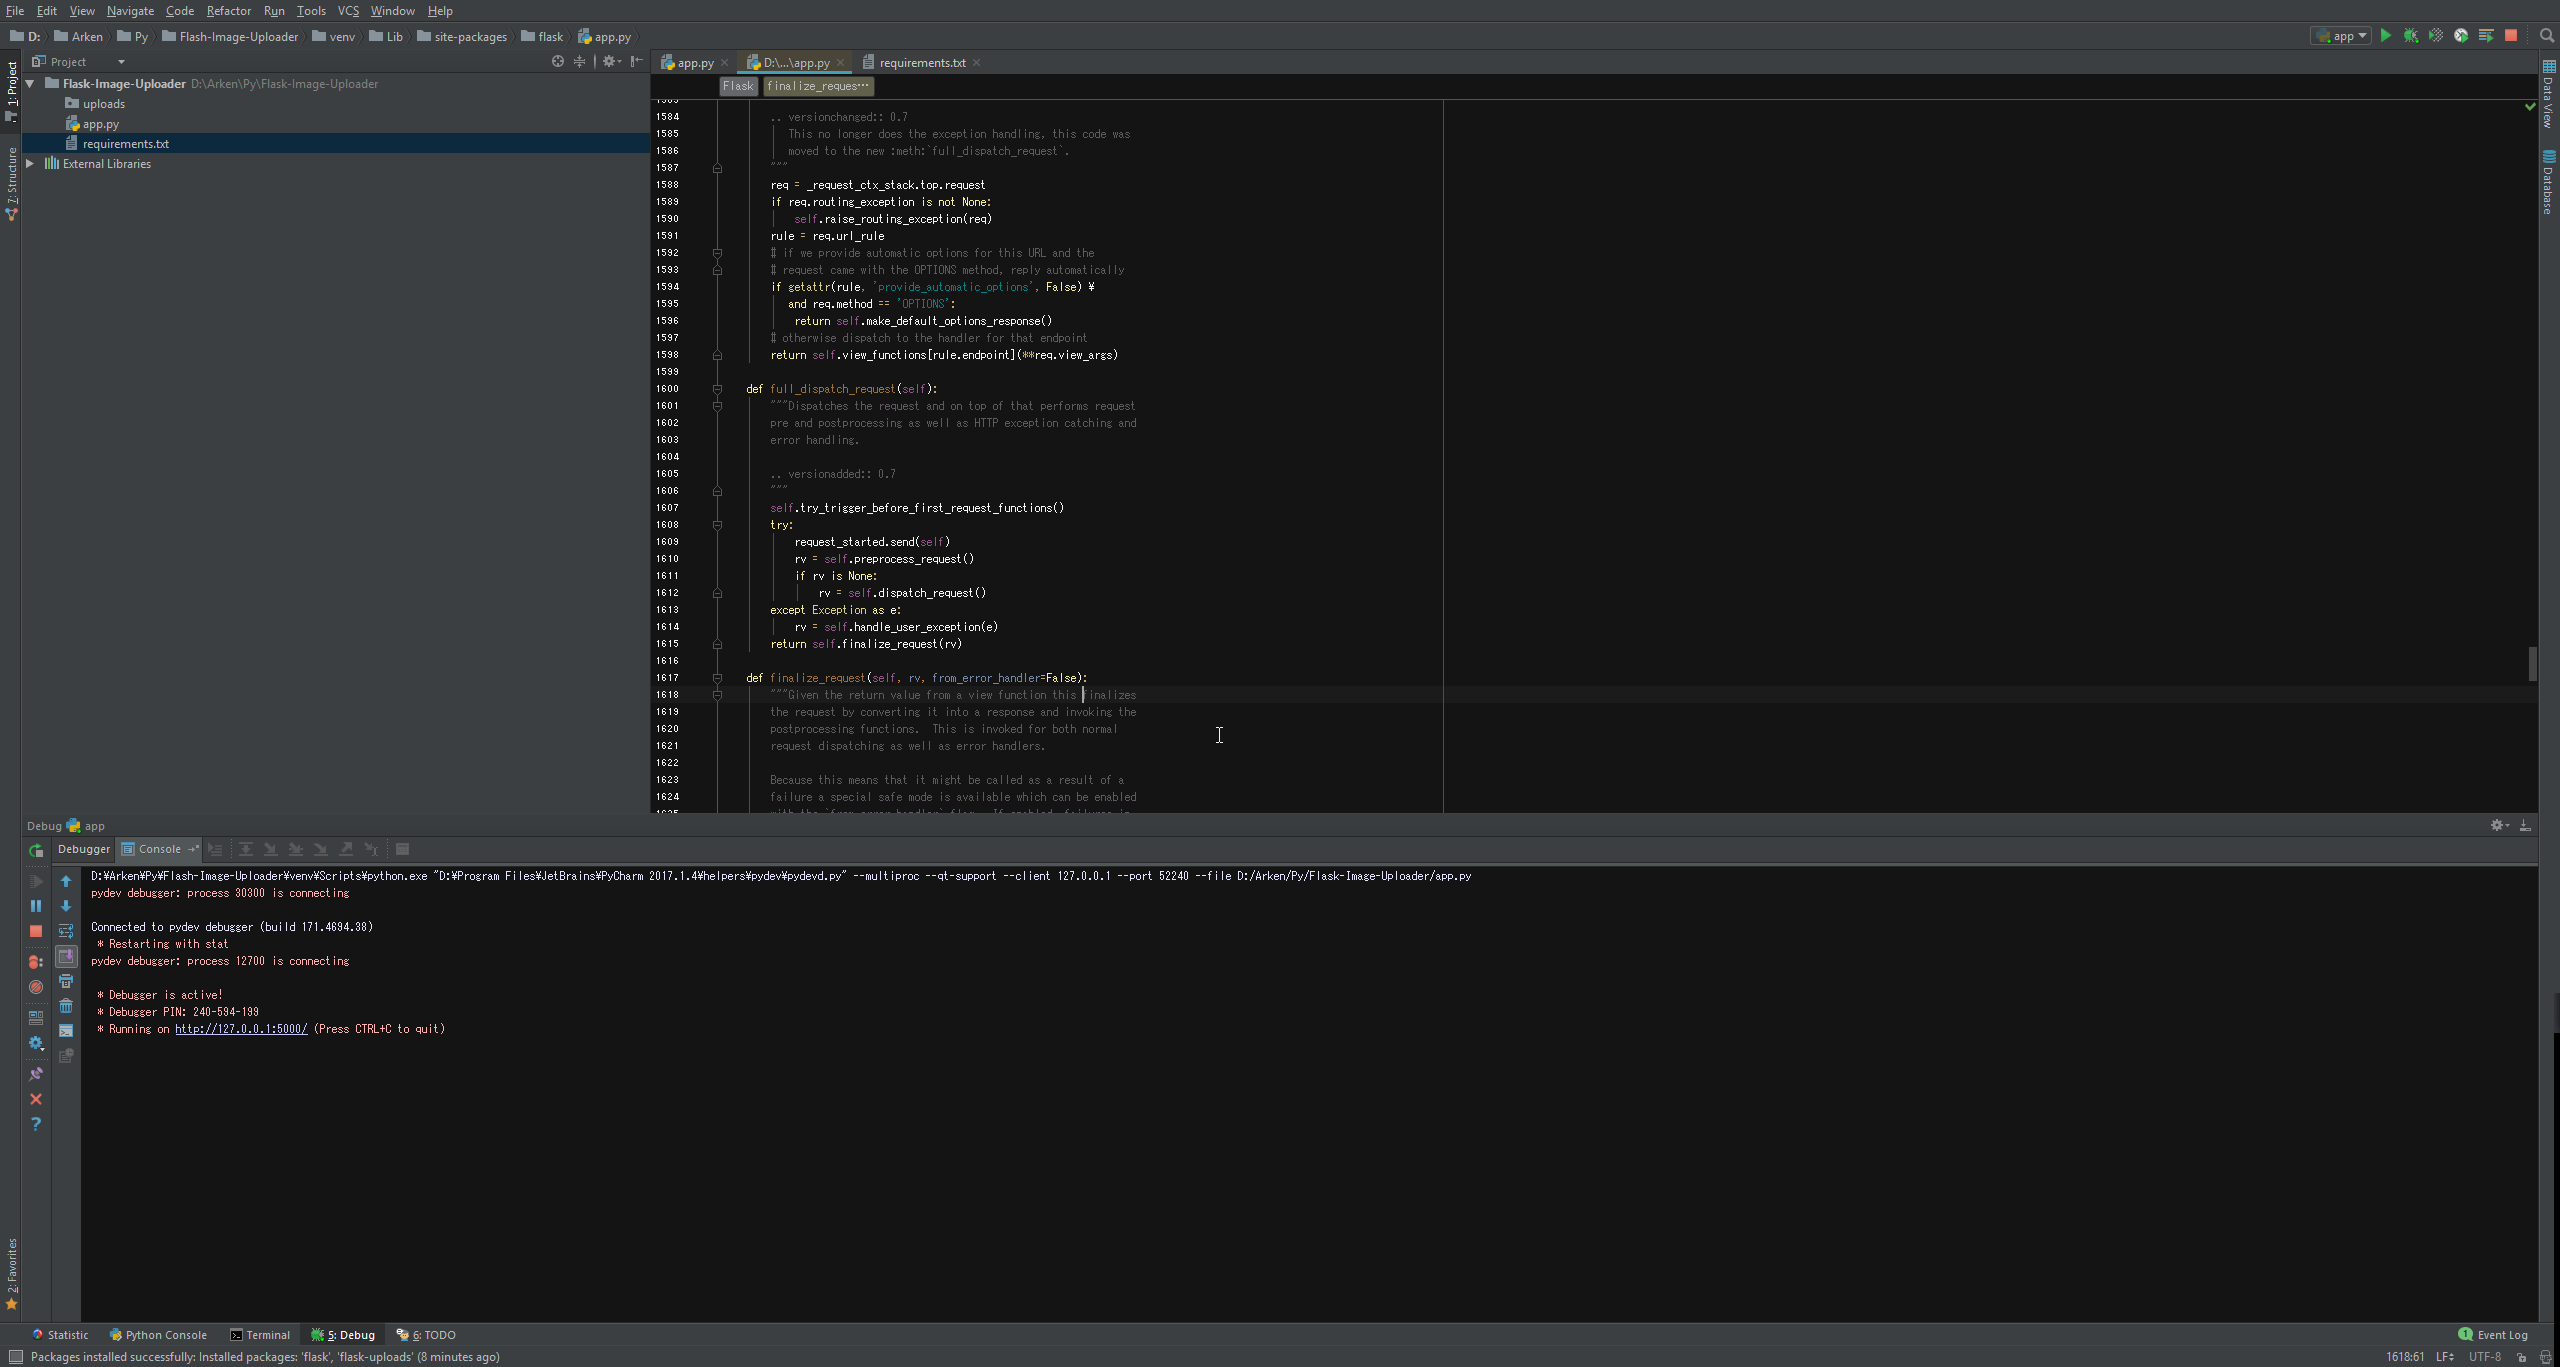 File Edit View Navigate Code Refactor Run Tools VCS Window Help
D: Arken Py Flash-Image-Uploader venv Lib site-packages flask app.py
app
Project
app.py D:\...\app.py requirements.txt
Flask finalize_reques…
1: Project
7: Structure
2: Favorites
Data View
Database
Flask-Image-Uploader D:\Arken\Py\Flask-Image-Uploader
uploads
app.py
requirements.txt
External Libraries
1584 .. versionchanged:: 0.7
1585 This no longer does the exception handling, this code was
1586 moved to the new :meth:`full_dispatch_request`.
1587 """
1588 req = _request_ctx_stack.top.request
1589 if req.routing_exception is not None:
1590 self.raise_routing_exception(req)
1591 rule = req.url_rule
1592 # if we provide automatic options for this URL and the
1593 # request came with the OPTIONS method, reply automatically
1594 if getattr(rule, 'provide_automatic_options', False) ¥
1595 and req.method == 'OPTIONS':
1596 return self.make_default_options_response()
1597 # otherwise dispatch to the handler for that endpoint
1598 return self.view_functions[rule.endpoint](**req.view_args)
1599
1600 def full_dispatch_request(self):
1601 """Dispatches the request and on top of that performs request
1602 pre and postprocessing as well as HTTP exception catching and
1603 error handling.
1604
1605 .. versionadded:: 0.7
1606 """
1607 self.try_trigger_before_first_request_functions()
1608 try:
1609 request_started.send(self)
1610 rv = self.preprocess_request()
1611 if rv is None:
1612 rv = self.dispatch_request()
1613 except Exception as e:
1614 rv = self.handle_user_exception(e)
1615 return self.finalize_request(rv)
1616
1617 def finalize_request(self, rv, from_error_handler=False):
1618 """Given the return value from a view function this finalizes
1619 the request by converting it into a response and invoking the
1620 postprocessing functions.  This is invoked for both normal
1621 request dispatching as well as error handlers.
1622
1623 Because this means that it might be called as a result of a
1624 failure a special safe mode is available which can be enabled
Debug app
Debugger Console
D:¥Arken¥Py¥Flash-Image-Uploader¥venv¥Scripts¥python.exe "D:¥Program Files¥JetBrains¥PyCharm 2017.1.4¥helpers¥pydev¥pydevd.py" --multiproc --qt-support --client 127.0.0.1 --port 52240 --file D:/Arken/Py/Flask-Image-Uploader/app.py
pydev debugger: process 30300 is connecting
Connected to pydev debugger (build 171.4694.38)
* Restarting with stat
pydev debugger: process 12700 is connecting
* Debugger is active!
* Debugger PIN: 240-594-199
* Running on http://127.0.0.1:5000/ (Press CTRL+C to quit)
Statistic Python Console Terminal 5: Debug 6: TODO
1 Event Log
Packages installed successfully: Installed packages: 'flask', 'flask-uploads' (8 minutes ago)
1618:61 LF÷ UTF-8